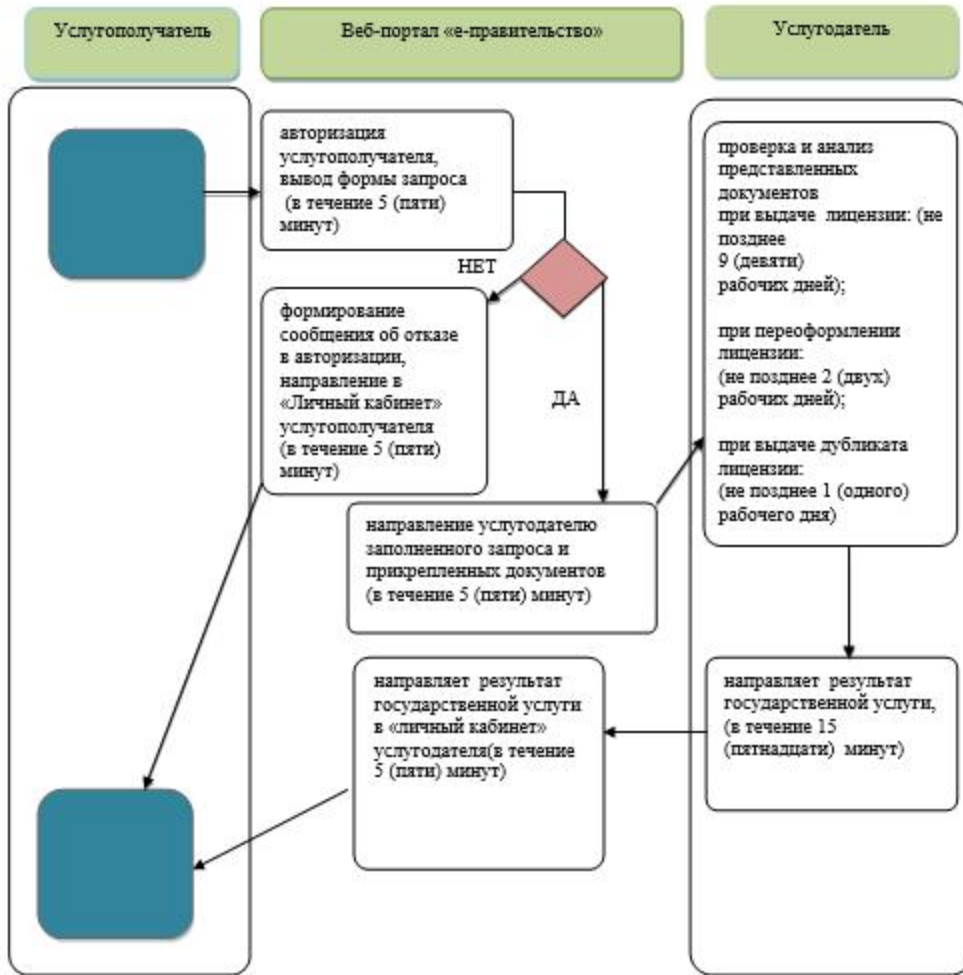 Услугополучатель
Веб-портал «е-правительство»
Услугодатель
авторизация
услугополучателя,
вывод формы запроса
(в течение 5 (пяти)
минут)
НЕТ
формирование
сообщения об отказе
в авторизации,
направление в
«Личный кабинет»
услугополучателя
(в течение 5 (пяти)
минут)
ДА
направление услугодателю
заполненного запроса и
прикрепленных документов
(в течение 5 (пяти) минут)
проверка и анализ
представленных
документов
при выдаче лицензии: (не
позднее
9 (девяти)
рабочих дней);
при переоформлении
лицензии:
(не позднее 2 (двух)
рабочих дней);
при выдаче дубликата
лицензии:
(не позднее 1 (одного)
рабочего дня)
направляет результат
государственной услуги,
(в течение 15
(пятнадцати) минут)
направляет результат
государственной услуги
в «личный кабинет»
услугодателя(в течение
5 (пяти) минут)